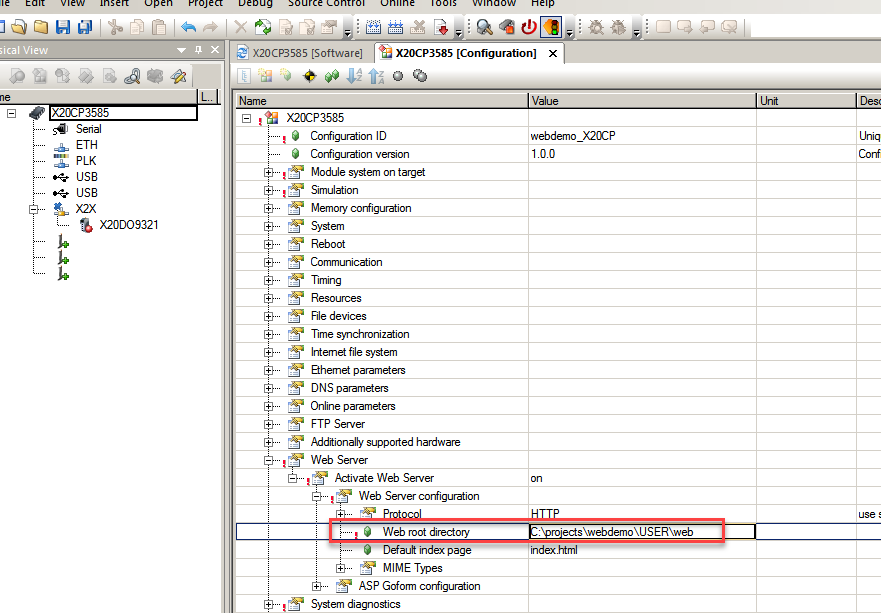 Edit View Insert Open Project Debug Source Control Online Tools Window Help
sical View
X20CP3585 [Software] X20CP3585 [Configuration]
me L..
X20CP3585
Serial
ETH
PLK
USB
USB
X2X
X20DO9321
Name Value Unit Desc
X20CP3585
Configuration ID webdemo_X20CP Uniq
Configuration version 1.0.0 Confi
Module system on target
Simulation
Memory configuration
System
Reboot
Communication
Timing
Resources
File devices
Time synchronization
Internet file system
Ethernet parameters
DNS parameters
Online parameters
FTP Server
Additionally supported hardware
Web Server
Activate Web Server on
Web Server configuration
Protocol HTTP use s
Web root directory C:\projects\webdemo\USER\web
Default index page index.html
MIME Types
ASP Goform configuration
System diagnostics